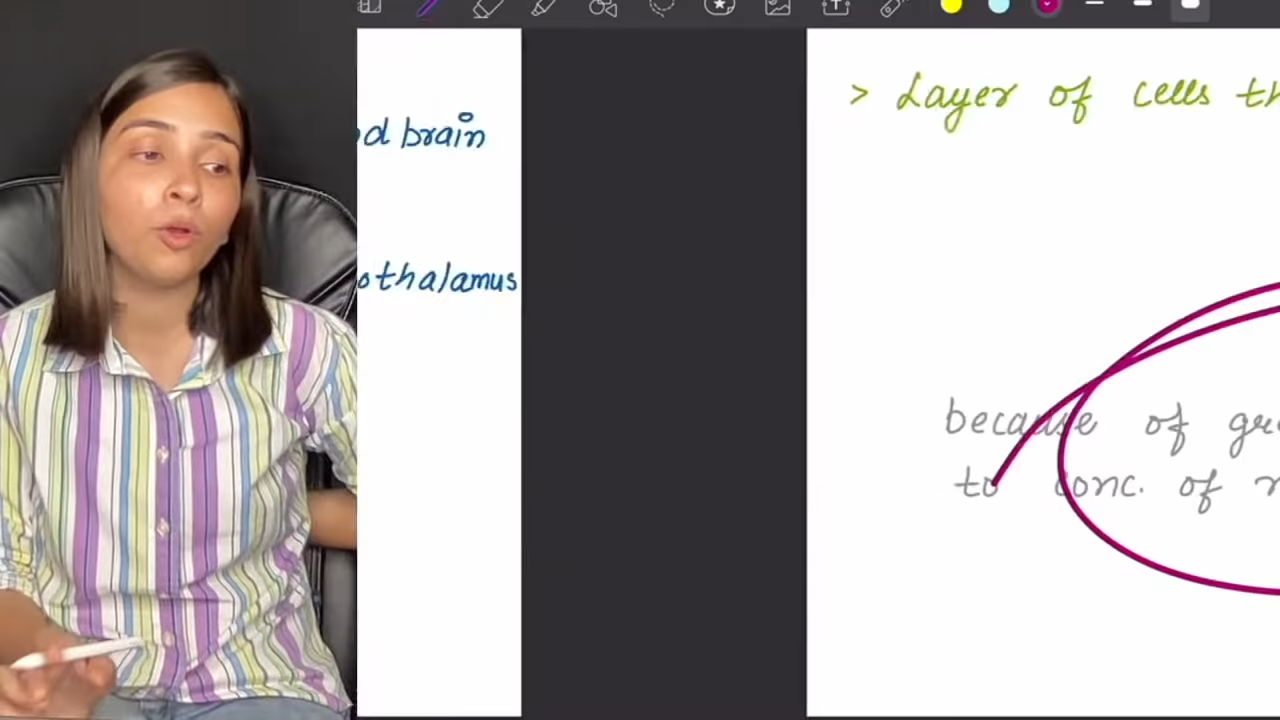 d brain
othalamus
> Layer of cells th
because of gr
to conc. of